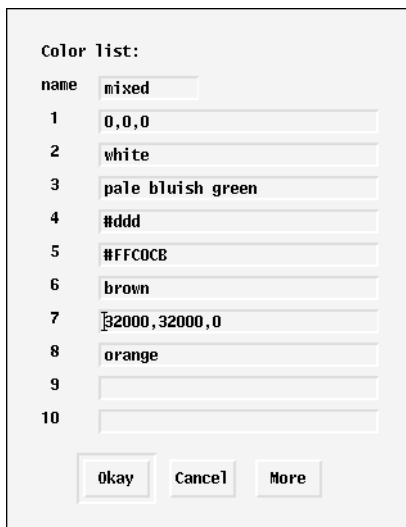 Color list:
name mixed
1 0,0,0
2 white
3 pale bluish green
4 #ddd
5 #FFC0CB
6 brown
7 32000,32000,0
8 orange
9
10
Okay Cancel More